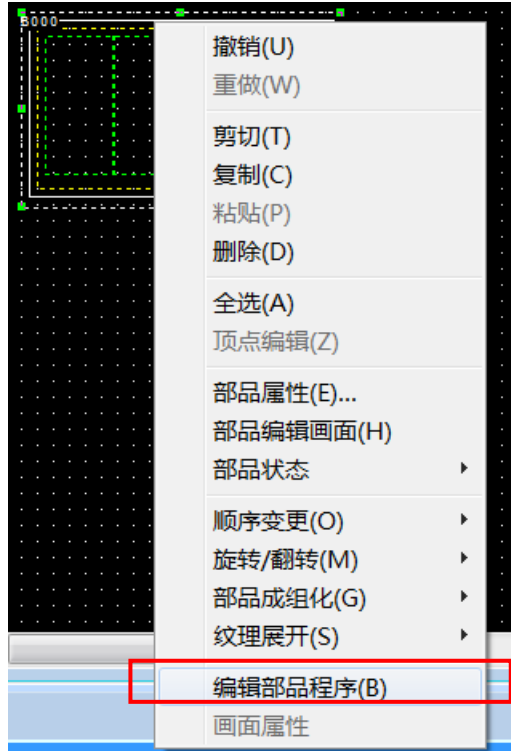 B000
撤销(U)
重做(W)
剪切(T)
复制(C)
粘贴(P)
删除(D)
全选(A)
顶点编辑(Z)
部品属性(E)...
部品编辑画面(H)
部品状态
顺序变更(O)
旋转/翻转(M)
部品成组化(G)
纹理展开(S)
编辑部品程序(B)
画面属性